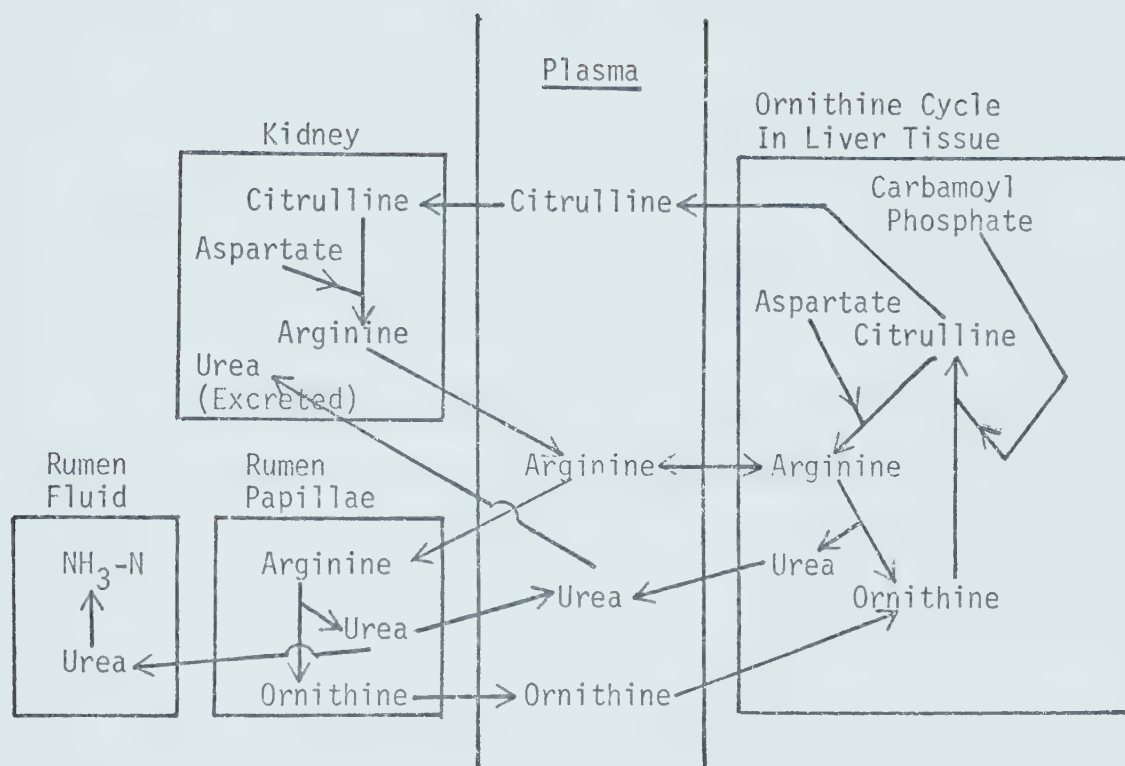 Plasma
Ornithine Cycle
In Liver Tissue
Kidney
Citrulline
Aspartate
Arginine
Urea
(Excreted)
Citrulline
Carbamoyl
Phosphate
Aspartate
Citrulline
Arginine
Arginine
Urea
Ornithine
Rumen
Fluid
NH3-N
Urea
Rumen
Papillae
Arginine
Urea
Ornithine
Urea
Ornithine